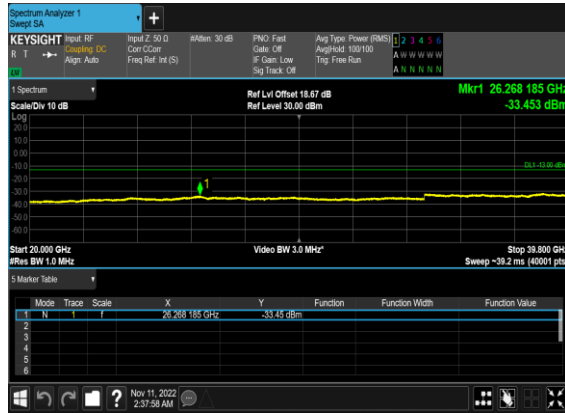 Spectrum Analyzer 1
Swept SA
+
KEYSIGHT Input: RF Input Z: 50 Ω #Atten: 30 dB PNO: Fast Avg Type: Power (RMS) 1 2 3 4 5 6
R T Coupling: DC Corr CCorr Gate: Off Avg|Hold: 100/100 A W W W W W
Align: Auto Freq Ref: Int (S) IF Gain: Low Trig: Free Run
LW Sig Track: Off A N N N N N
1 Spectrum Ref Lvl Offset 18.67 dB Mkr1 26.268 185 GHz
Scale/Div 10 dB Ref Level 30.00 dBm -33.453 dBm
Log
20.0
10.0
0.00
-10.0
DL1 -13.00 dBm
-20.0
1
-30.0
-40.0
-50.0
-60.0
Start 20.000 GHz Video BW 3.0 MHz* Stop 39.800 GHz
#Res BW 1.0 MHz Sweep ~39.2 ms (40001 pts)
5 Marker Table
Mode Trace Scale X Y Function Function Width Function Value
1 N 1 f 26.268 185 GHz -33.45 dBm
2
3
4
5
6
? Nov 11, 2022
2:37:58 AM